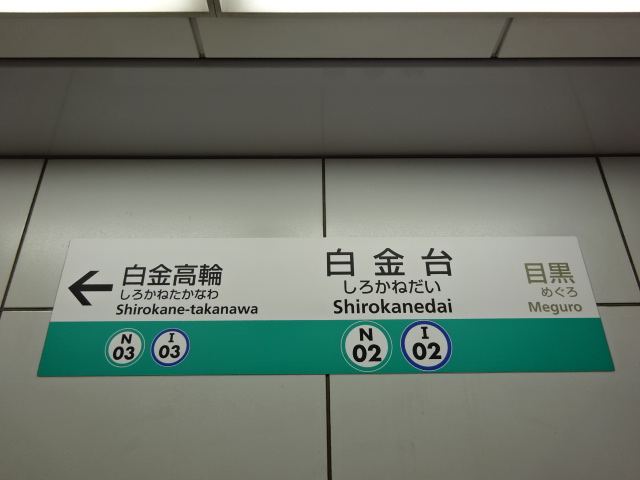 白金高輪
しろかねたかなわ
Shirokane-takanawa
N
03
I
03
白金台
しろかねだい
Shirokanedai
N
02
I
02
目黒
めぐろ
Meguro